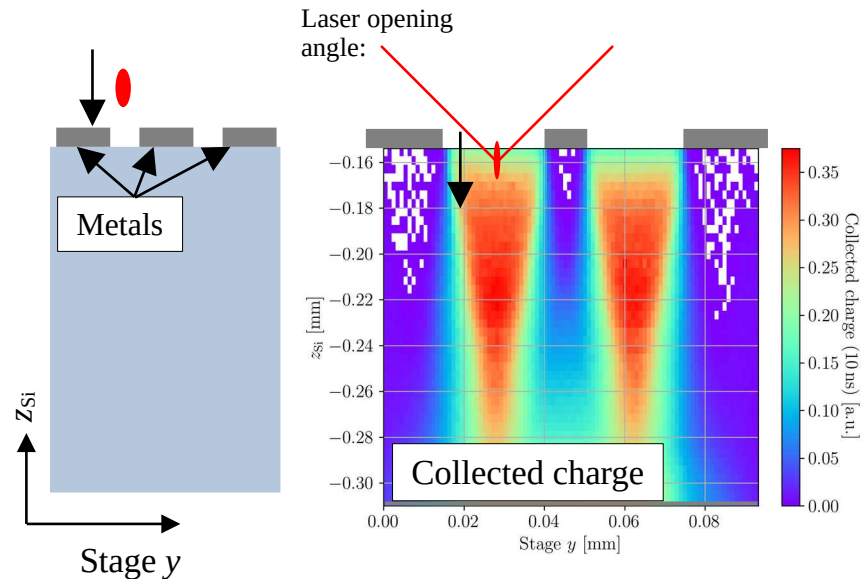 Laser opening
angle:
Metals
z_Si
Stage y
−0.16
−0.18
−0.20
−0.22
−0.24
−0.26
−0.28
−0.30
z_Si [mm]
Collected charge
0.00
0.02
0.04
0.06
0.08
Stage y [mm]
0.35
0.30
0.25
0.20
0.15
0.10
0.05
0.00
Collected charge (10 ns) [a.u.]